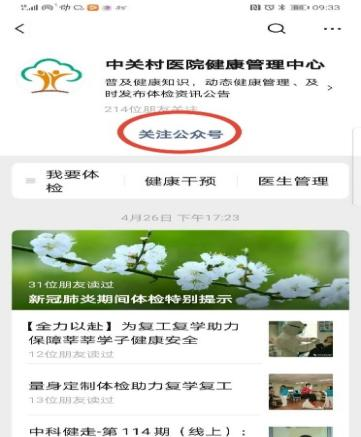 09:33
中关村医院健康管理中心
普及健康知识，动态健康管理、及
时发布体检资讯公告
214位朋友关注
关注公众号
我要体
检
健康干预
医生管理
4月26日 下午17:23
31位朋友读过
新冠肺炎期间体检特别提示
【全力以赴】为复工复学助力
保障莘莘学子健康安全
12位朋友读过
量身定制体检助力复学复工
13位朋友读过
中科健走-第114期（线上）：